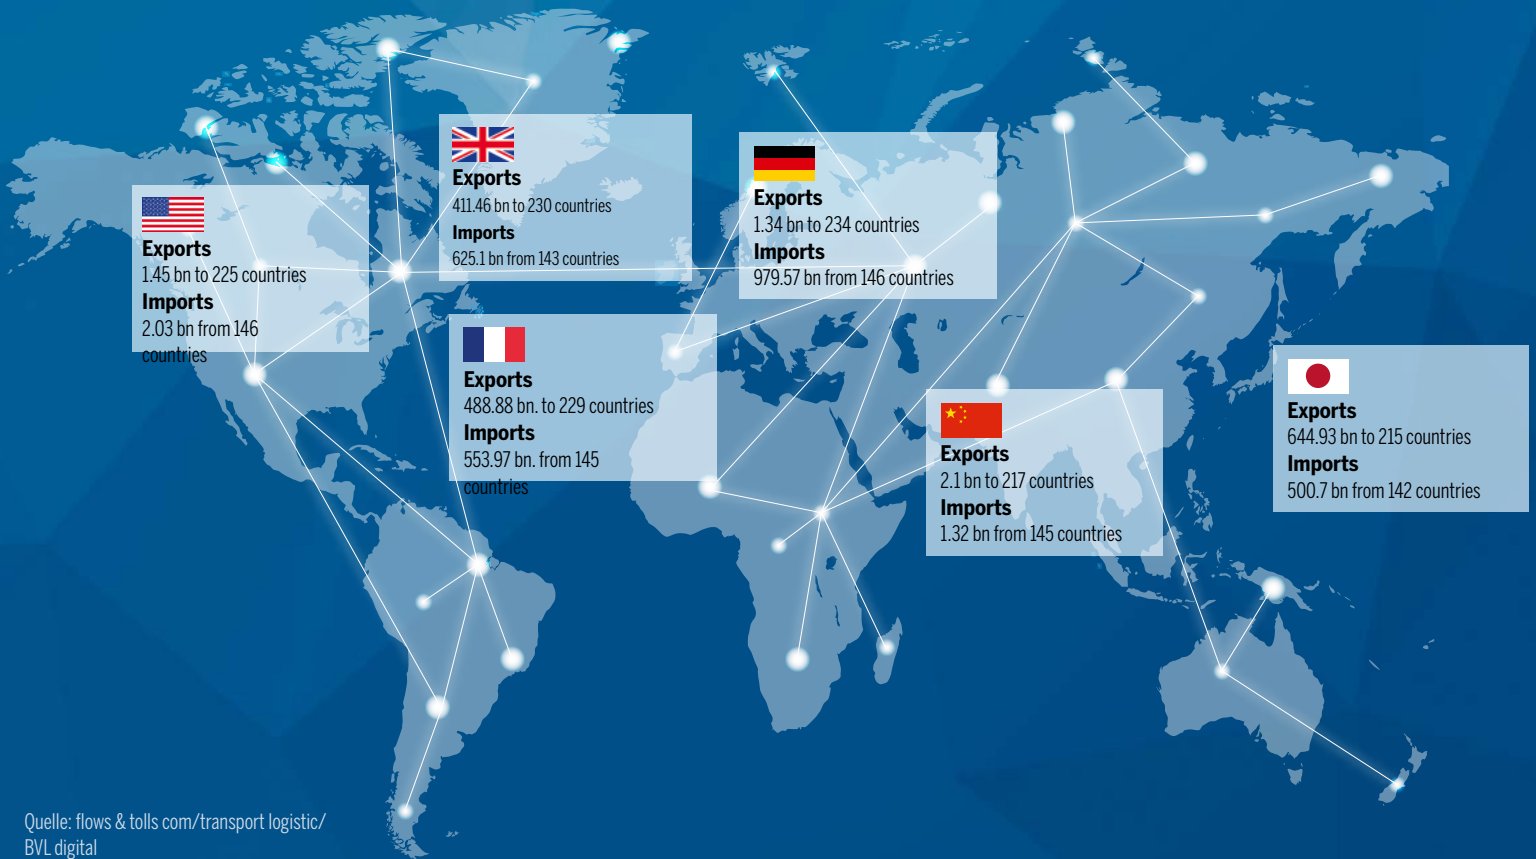 Exports
1.45 bn to 225 countries
Imports
2.03 bn from 146
countries
Exports
411.46 bn to 230 countries
Imports
625.1 bn from 143 countries
Exports
488.88 bn. to 229 countries
Imports
553.97 bn. from 145
countries
Exports
1.34 bn to 234 countries
Imports
979.57 bn from 146 countries
Exports
2.1 bn to 217 countries
Imports
1.32 bn from 145 countries
Exports
644.93 bn to 215 countries
Imports
500.7 bn from 142 countries
Quelle: flows & tolls com/transport logistic/
BVL digital